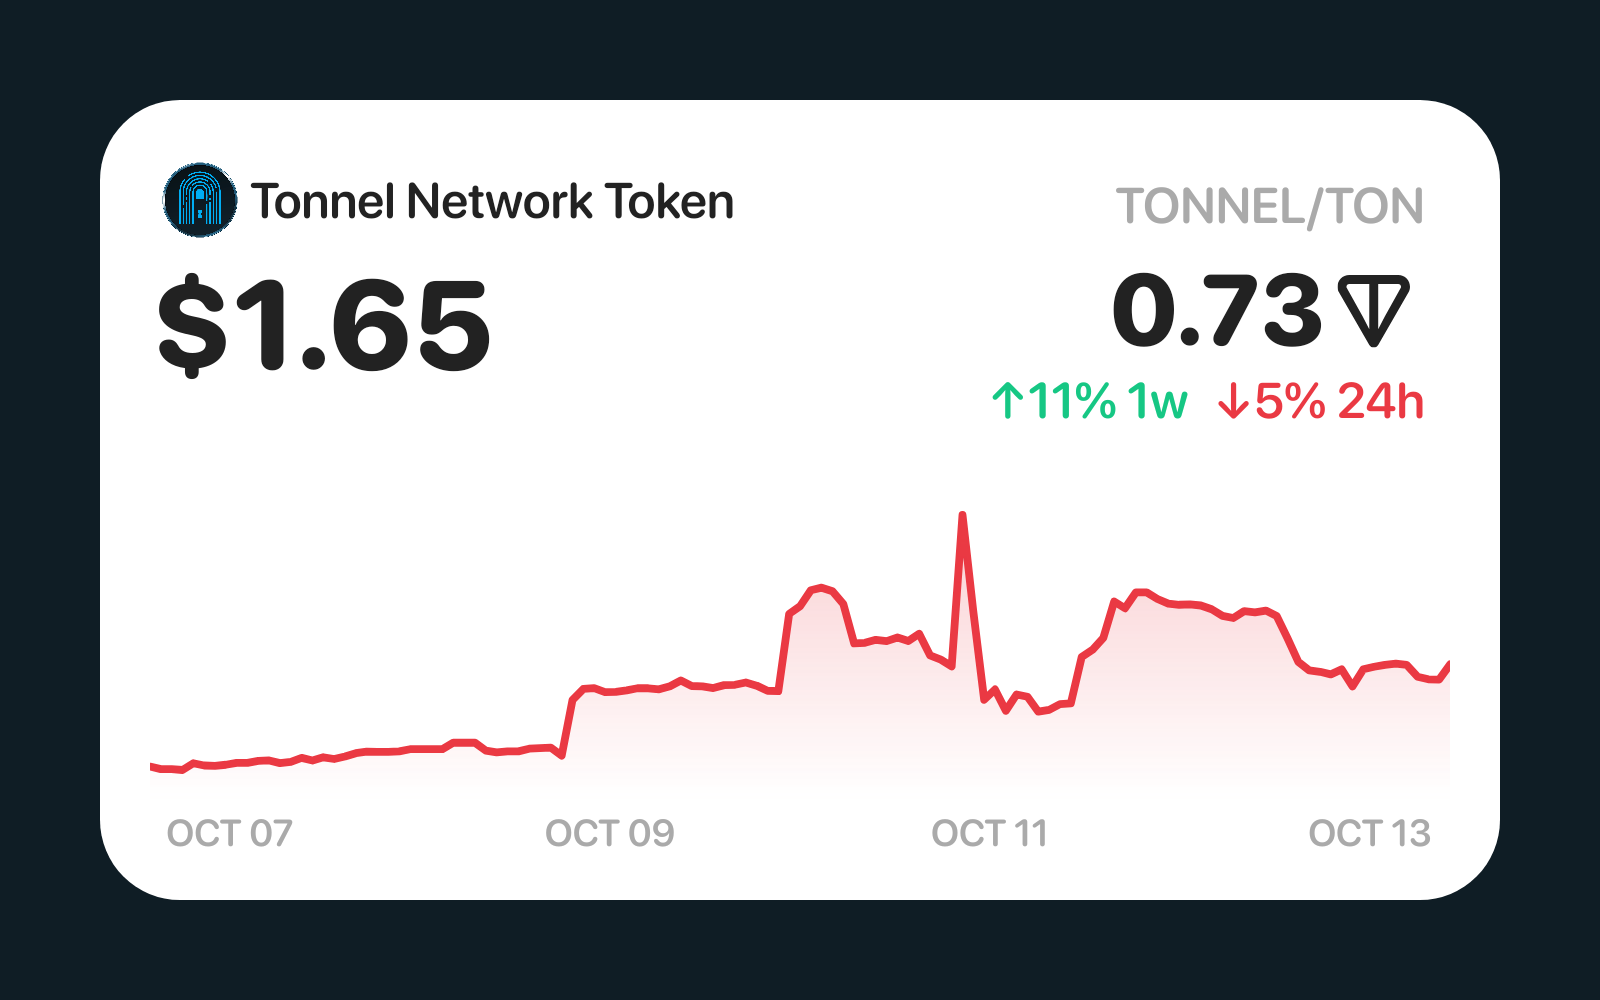 Tonnel Network Token
$1.65
TONNEL/TON
0.73
↑11% 1w ↓5% 24h
OCT 07 OCT 09 OCT 11 OCT 13